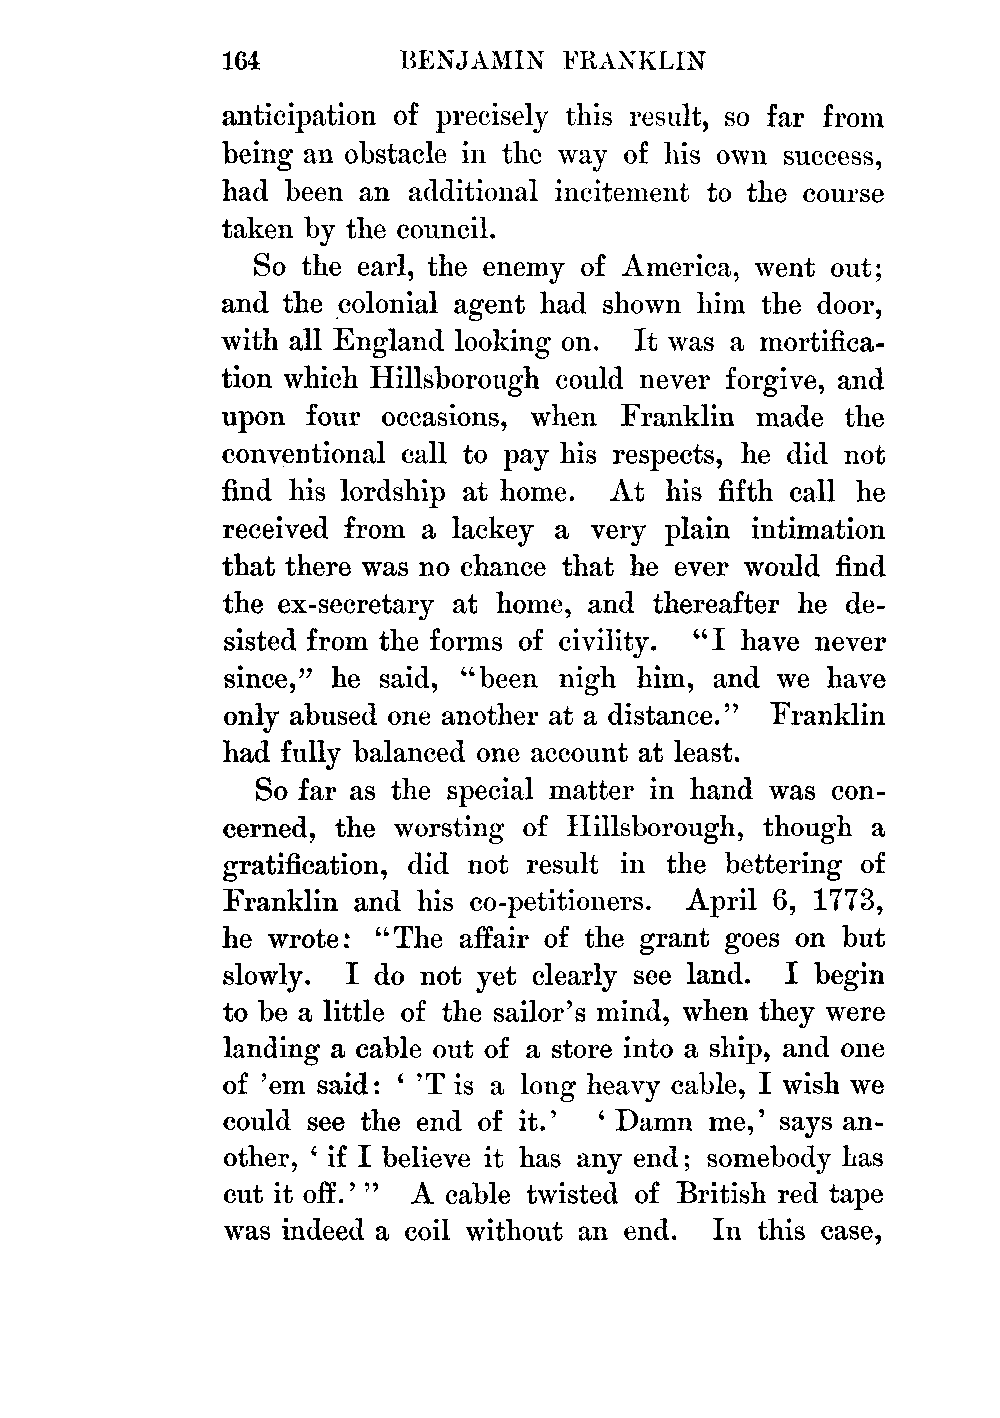 164 BENJAMIN FRANKLIN
anticipation of precisely this result, so far from
being an obstacle in the way of his own success,
had been an additional incitement to the course
taken by the council.
So the earl, the enemy of America, went out;
and the colonial agent had shown him the door,
with all England looking on. It was a mortifica-
tion which Hillsborough could never forgive, and
upon four occasions, when Franklin made the
conventional call to pay his respects, he did not
find his lordship at home. At his fifth call he
received from a lackey a very plain intimation
that there was no chance that he ever would find
the ex-secretary at home, and thereafter he de-
sisted from the forms of civility. "I have never
since," he said, "been nigh him, and we have
only abused one another at a distance." Franklin
had fully balanced one account at least.
So far as the special matter in hand was con-
cerned, the worsting of Hillsborough, though a
gratification, did not result in the bettering of
Franklin and his co-petitioners. April 6, 1773,
he wrote: "The affair of the grant goes on but
slowly. I do not yet clearly see land. I begin
to be a little of the sailor's mind, when they were
landing a cable out of a store into a ship, and one
of 'em said: ' 'T is a long heavy cable, I wish we
could see the end of it.' ' Damn me,' says an-
other, ' if I believe it has any end; somebody has
cut it off.' " A cable twisted of British red tape
was indeed a coil without an end. In this case,